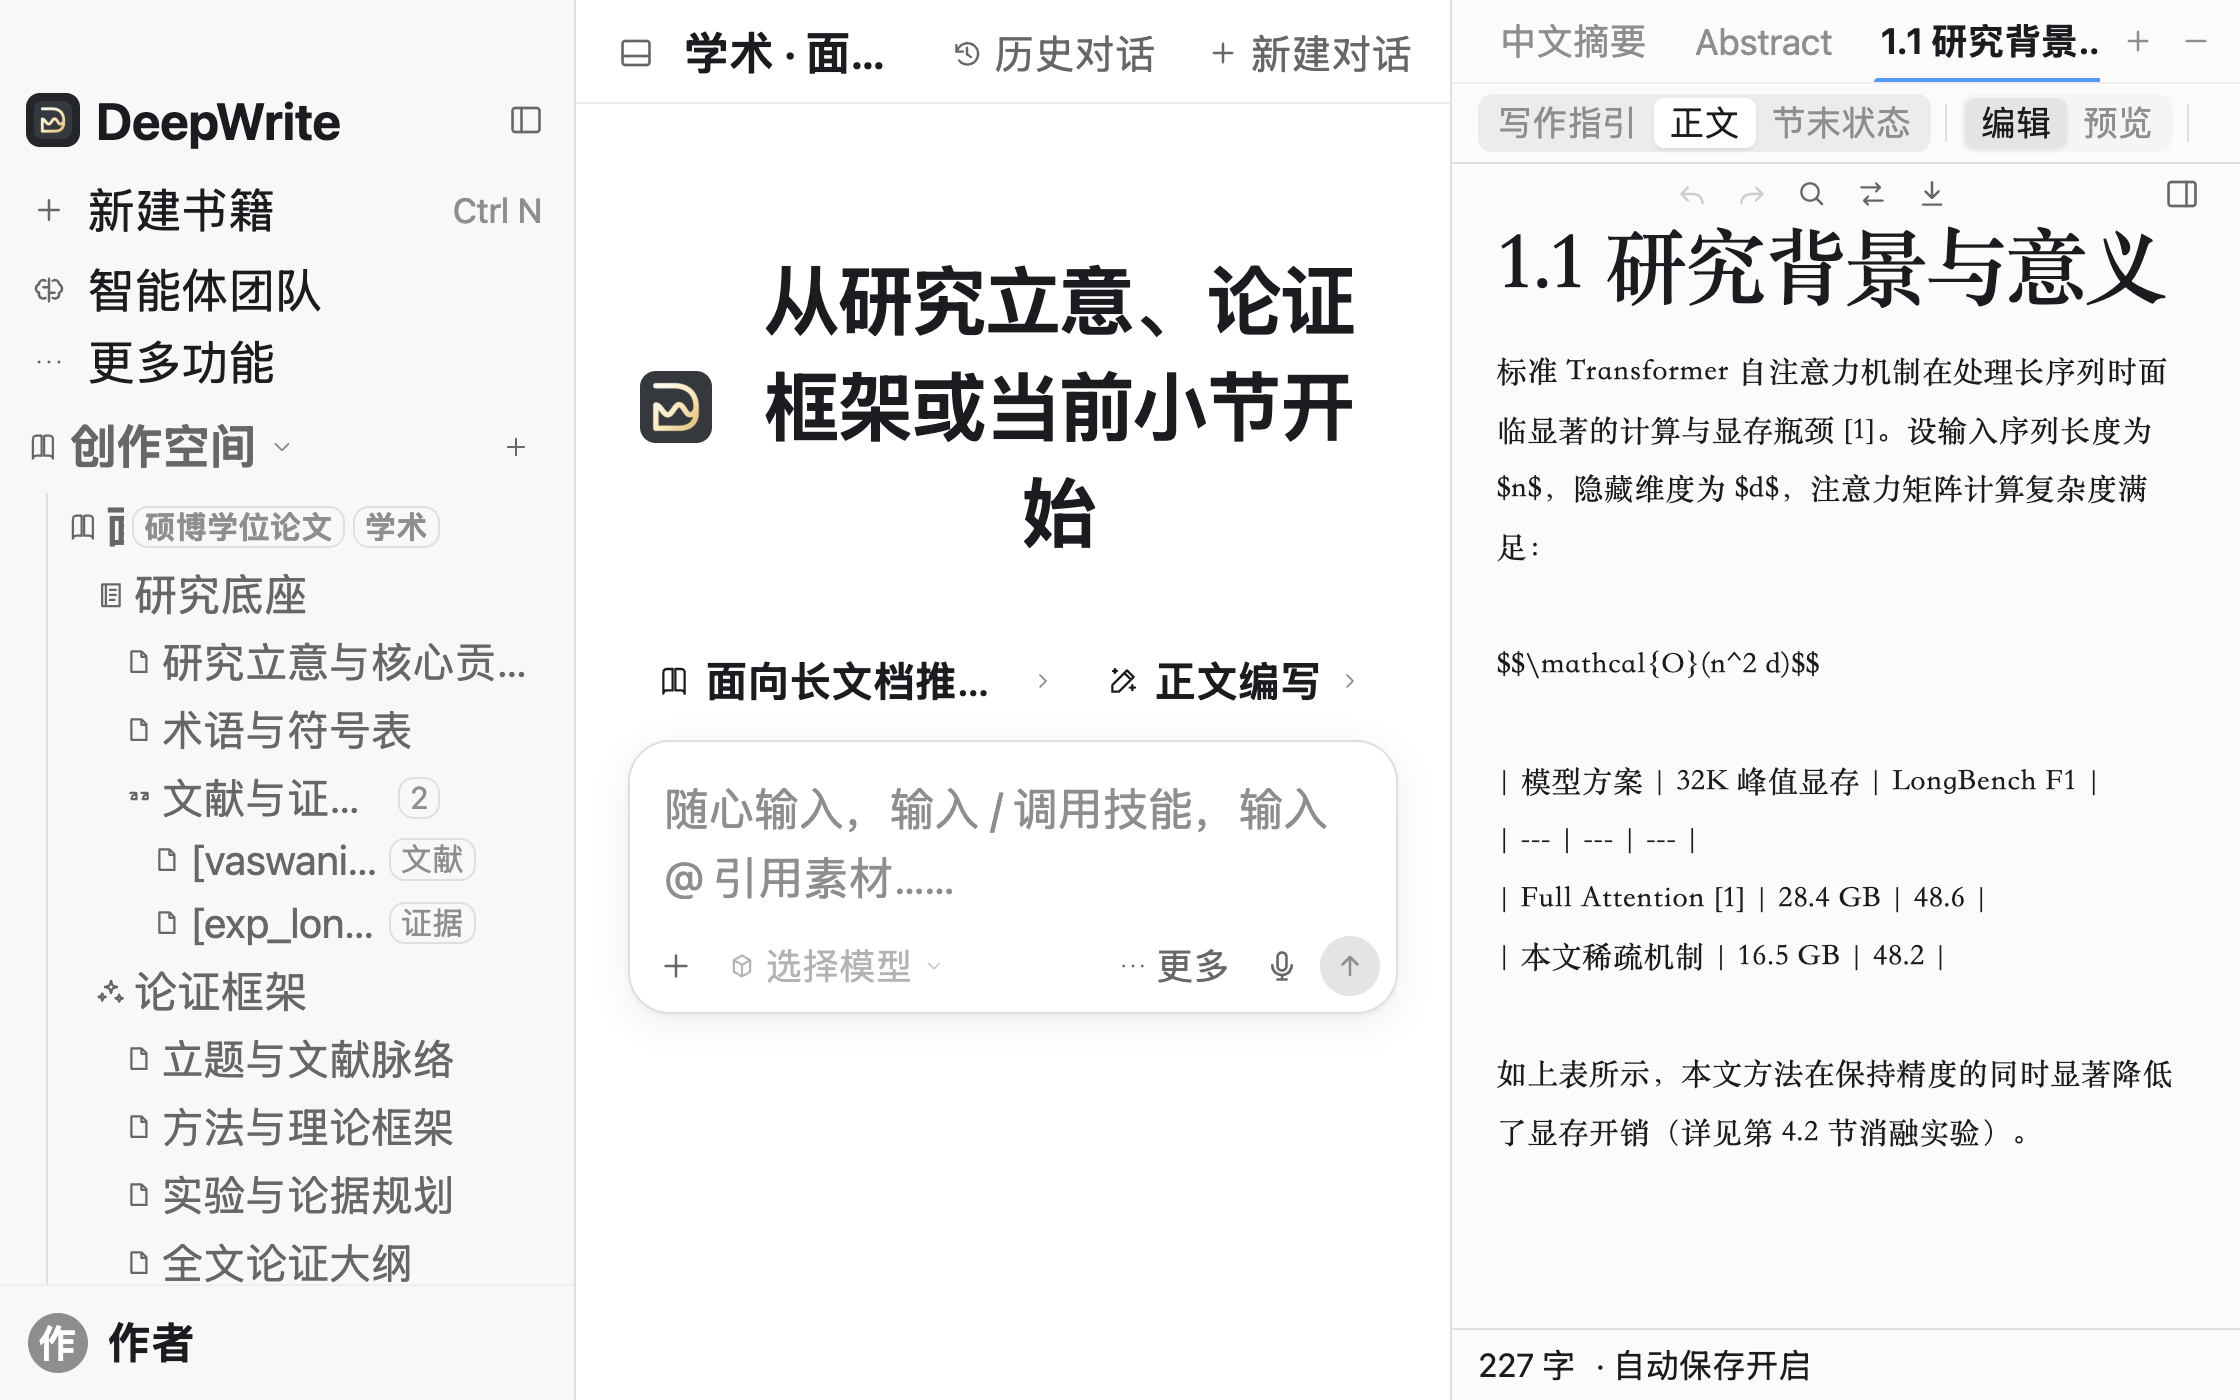 DeepWrite
新建书籍 Ctrl N
智能体团队
更多功能
创作空间
硕博学位论文 学术
研究底座
研究立意与核心贡...
术语与符号表
文献与证... 2
[vaswani... 文献
[exp_lon... 证据
论证框架
立题与文献脉络
方法与理论框架
实验与论据规划
全文论证大纲
作 作者
学术 · 面... 历史对话 新建对话
从研究立意、论证
框架或当前小节开
始
面向长文档推... 正文编写
随心输入，输入 / 调用技能，输入
@ 引用素材......
选择模型 ... 更多
中文摘要 Abstract 1.1 研究背景..
写作指引 正文 节末状态 编辑 预览
1.1 研究背景与意义
标准 Transformer 自注意力机制在处理长序列时面
临显著的计算与显存瓶颈 [1]。设输入序列长度为
$n$，隐藏维度为 $d$，注意力矩阵计算复杂度满
足：
$$\mathcal{O}(n^2 d)$$
| 模型方案 | 32K 峰值显存 | LongBench F1 |
| --- | --- | --- |
| Full Attention [1] | 28.4 GB | 48.6 |
| 本文稀疏机制 | 16.5 GB | 48.2 |
如上表所示，本文方法在保持精度的同时显著降低
了显存开销（详见第 4.2 节消融实验）。
227 字 · 自动保存开启